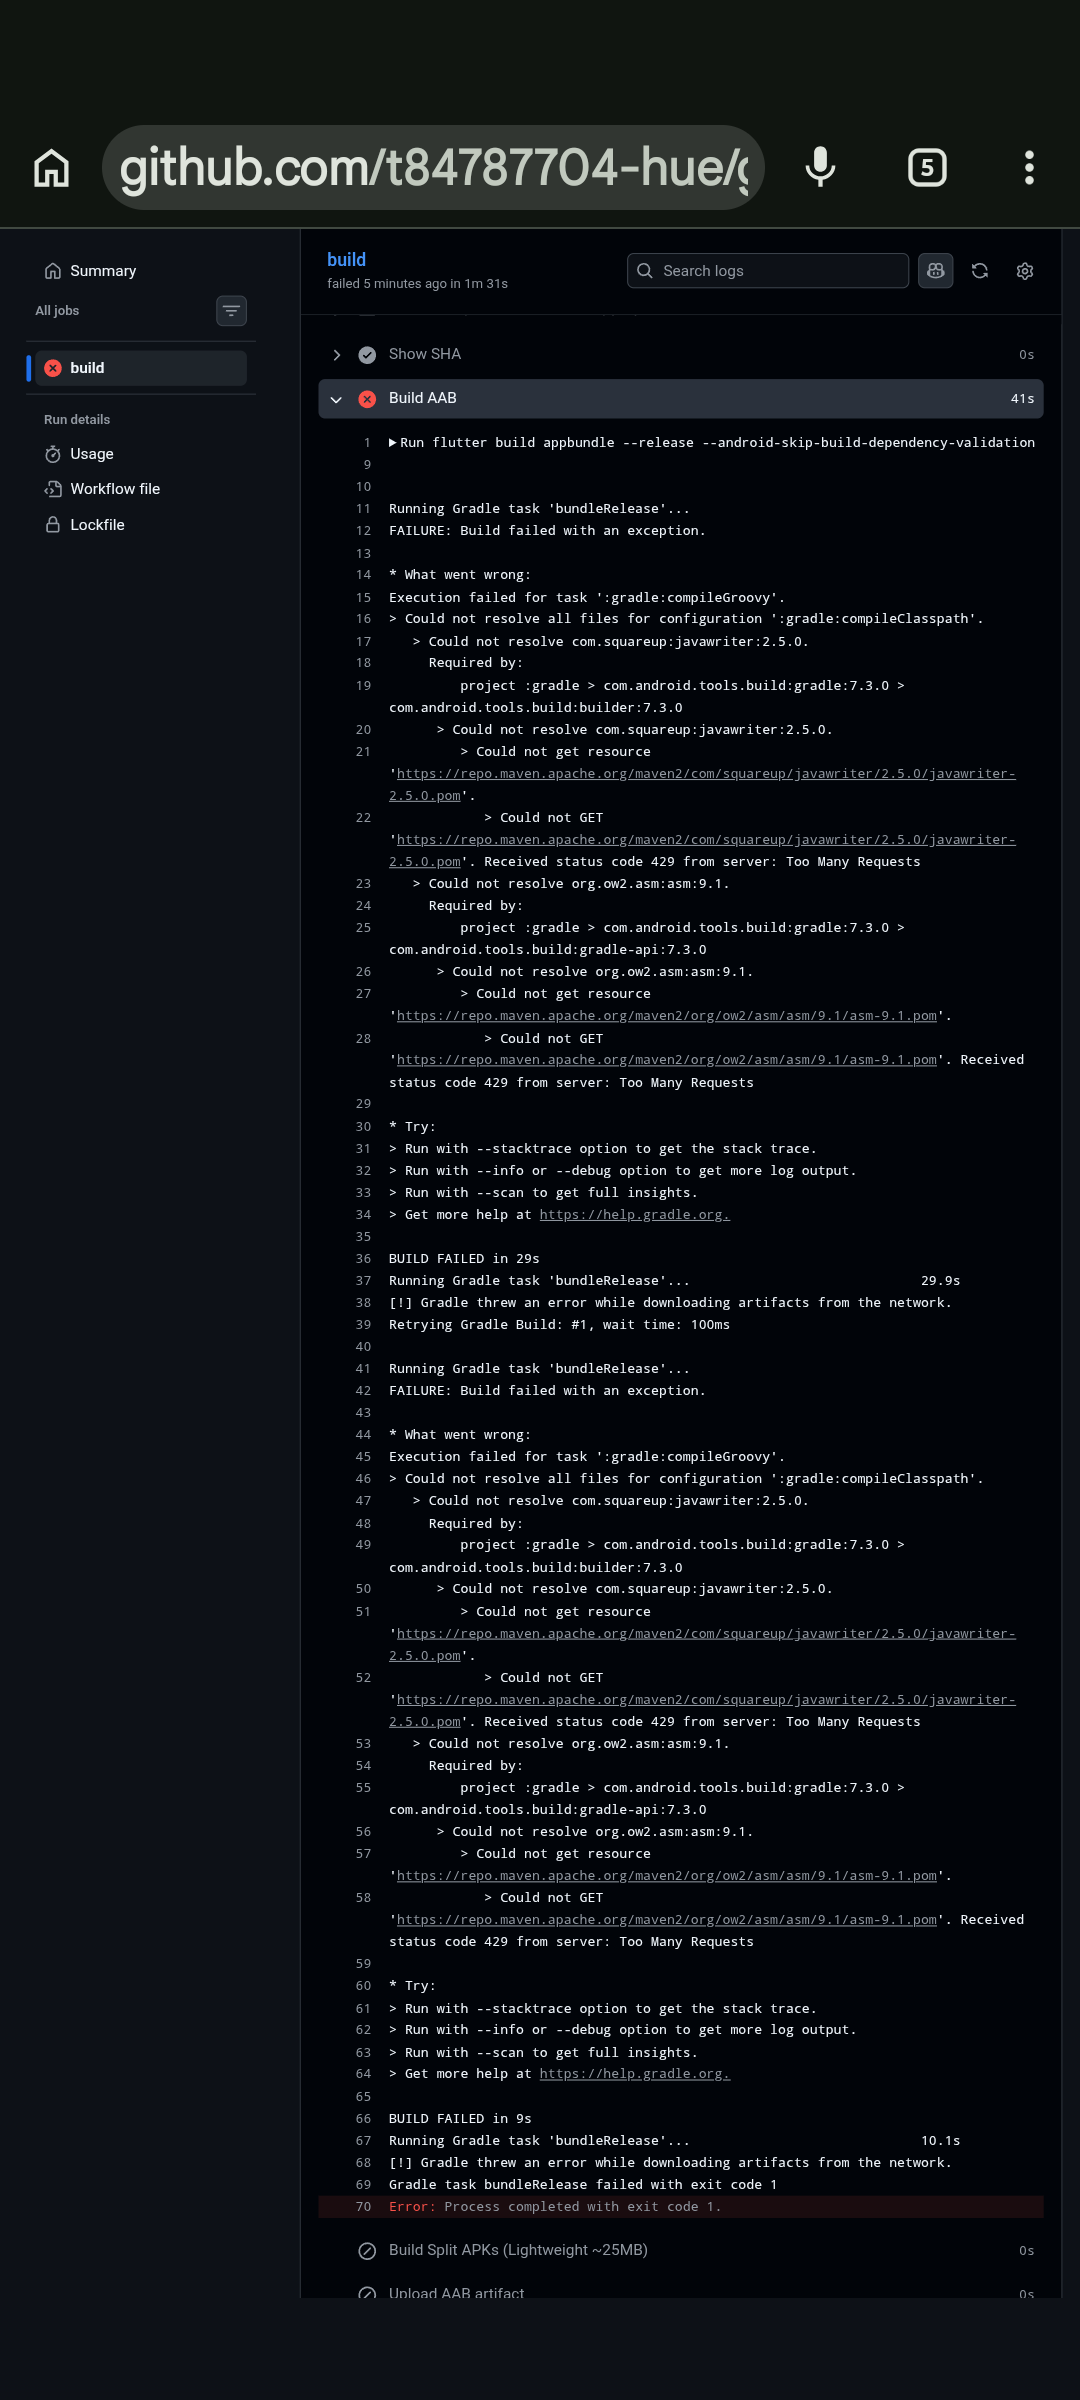 github.com/t84787704-hue/g
5
Summary
All jobs
build
Run details
Usage
Workflow file
Lockfile
build
failed 5 minutes ago in 1m 31s
Search logs
Show SHA 0s
Build AAB 41s
1 Run flutter build appbundle --release --android-skip-build-dependency-validation
9
10
11 Running Gradle task 'bundleRelease'...
12 FAILURE: Build failed with an exception.
13
14 * What went wrong:
15 Execution failed for task ':gradle:compileGroovy'.
16 > Could not resolve all files for configuration ':gradle:compileClasspath'.
17 > Could not resolve com.squareup:javawriter:2.5.0.
18 Required by:
19 project :gradle > com.android.tools.build:gradle:7.3.0 >
com.android.tools.build:builder:7.3.0
20 > Could not resolve com.squareup:javawriter:2.5.0.
21 > Could not get resource
'https://repo.maven.apache.org/maven2/com/squareup/javawriter/2.5.0/javawriter-
2.5.0.pom'.
22 > Could not GET
'https://repo.maven.apache.org/maven2/com/squareup/javawriter/2.5.0/javawriter-
2.5.0.pom'. Received status code 429 from server: Too Many Requests
23 > Could not resolve org.ow2.asm:asm:9.1.
24 Required by:
25 project :gradle > com.android.tools.build:gradle:7.3.0 >
com.android.tools.build:gradle-api:7.3.0
26 > Could not resolve org.ow2.asm:asm:9.1.
27 > Could not get resource
'https://repo.maven.apache.org/maven2/org/ow2/asm/asm/9.1/asm-9.1.pom'.
28 > Could not GET
'https://repo.maven.apache.org/maven2/org/ow2/asm/asm/9.1/asm-9.1.pom'. Received
status code 429 from server: Too Many Requests
29
30 * Try:
31 > Run with --stacktrace option to get the stack trace.
32 > Run with --info or --debug option to get more log output.
33 > Run with --scan to get full insights.
34 > Get more help at https://help.gradle.org.
35
36 BUILD FAILED in 29s
37 Running Gradle task 'bundleRelease'... 29.9s
38 [!] Gradle threw an error while downloading artifacts from the network.
39 Retrying Gradle Build: #1, wait time: 100ms
40
41 Running Gradle task 'bundleRelease'...
42 FAILURE: Build failed with an exception.
43
44 * What went wrong:
45 Execution failed for task ':gradle:compileGroovy'.
46 > Could not resolve all files for configuration ':gradle:compileClasspath'.
47 > Could not resolve com.squareup:javawriter:2.5.0.
48 Required by:
49 project :gradle > com.android.tools.build:gradle:7.3.0 >
com.android.tools.build:builder:7.3.0
50 > Could not resolve com.squareup:javawriter:2.5.0.
51 > Could not get resource
'https://repo.maven.apache.org/maven2/com/squareup/javawriter/2.5.0/javawriter-
2.5.0.pom'.
52 > Could not GET
'https://repo.maven.apache.org/maven2/com/squareup/javawriter/2.5.0/javawriter-
2.5.0.pom'. Received status code 429 from server: Too Many Requests
53 > Could not resolve org.ow2.asm:asm:9.1.
54 Required by:
55 project :gradle > com.android.tools.build:gradle:7.3.0 >
com.android.tools.build:gradle-api:7.3.0
56 > Could not resolve org.ow2.asm:asm:9.1.
57 > Could not get resource
'https://repo.maven.apache.org/maven2/org/ow2/asm/asm/9.1/asm-9.1.pom'.
58 > Could not GET
'https://repo.maven.apache.org/maven2/org/ow2/asm/asm/9.1/asm-9.1.pom'. Received
status code 429 from server: Too Many Requests
59
60 * Try:
61 > Run with --stacktrace option to get the stack trace.
62 > Run with --info or --debug option to get more log output.
63 > Run with --scan to get full insights.
64 > Get more help at https://help.gradle.org.
65
66 BUILD FAILED in 9s
67 Running Gradle task 'bundleRelease'... 10.1s
68 [!] Gradle threw an error while downloading artifacts from the network.
69 Gradle task bundleRelease failed with exit code 1
70 Error: Process completed with exit code 1.
Build Split APKs (Lightweight ~25MB) 0s
Upload AAB artifact 0s